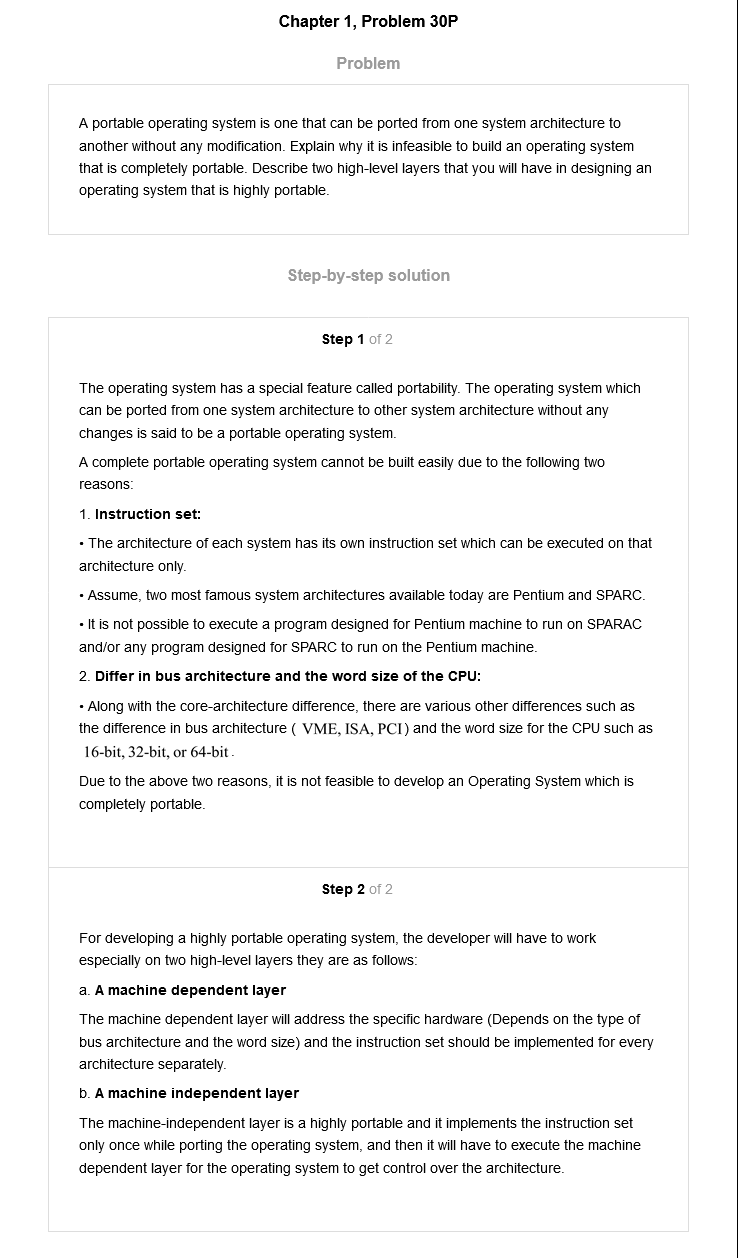 Chapter 1, Problem 30P
Problem
A portable operating system is one that can be ported from one system architecture to
another without any modification. Explain why it is infeasible to build an operating system
that is completely portable. Describe two high-level layers that you will have in designing an
operating system that is highly portable.
Step-by-step solution
Step 1 of 2
The operating system has a special feature called portability. The operating system which
can be ported from one system architecture to other system architecture without any
changes is said to be a portable operating system.
A complete portable operating system cannot be built easily due to the following two
reasons:
1. Instruction set:
• The architecture of each system has its own instruction set which can be executed on that
architecture only.
• Assume, two most famous system architectures available today are Pentium and SPARC.
• It is not possible to execute a program designed for Pentium machine to run on SPARAC
and/or any program designed for SPARC to run on the Pentium machine.
2. Differ in bus architecture and the word size of the CPU:
• Along with the core-architecture difference, there are various other differences such as
the difference in bus architecture ( VME, ISA, PCI) and the word size for the CPU such as
16-bit, 32-bit, or 64-bit .
Due to the above two reasons, it is not feasible to develop an Operating System which is
completely portable.
Step 2 of 2
For developing a highly portable operating system, the developer will have to work
especially on two high-level layers they are as follows:
a. A machine dependent layer
The machine dependent layer will address the specific hardware (Depends on the type of
bus architecture and the word size) and the instruction set should be implemented for every
architecture separately.
b. A machine independent layer
The machine-independent layer is a highly portable and it implements the instruction set
only once while porting the operating system, and then it will have to execute the machine
dependent layer for the operating system to get control over the architecture.